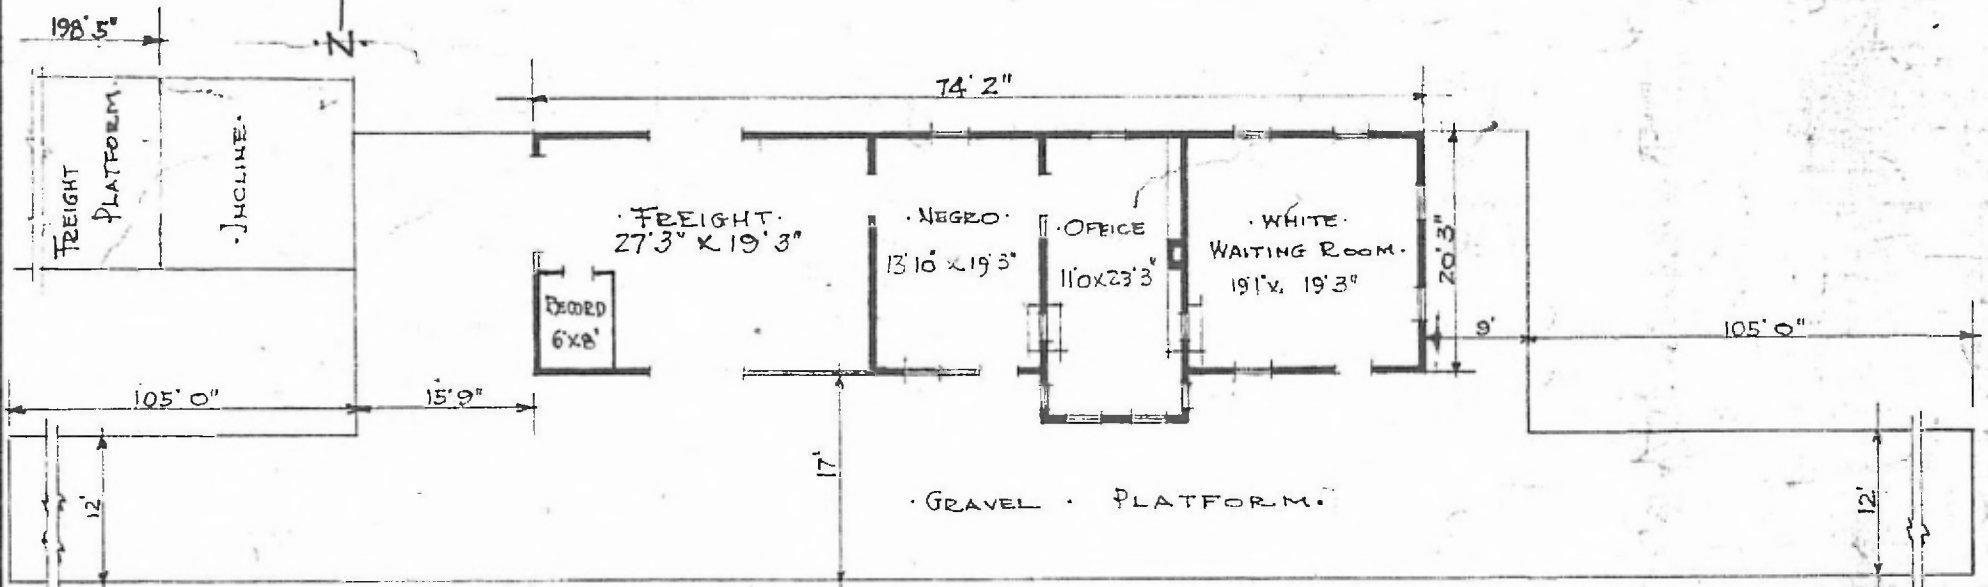 198' 5"
N
74' 2"
FREIGHT
PLATFORM.
·INCLINE·
·FREIGHT·
27'3" X 19'3"
RECORD
6'X8'
·NEGRO·
13'10" x 19'3"
·OFFICE
11'0X23'3"
·WHITE·
WAITING ROOM·
19'1"x 19'3"
20'3"
9'
105' 0"
105' 0"
15'9"
17'
12'
·GRAVEL · PLATFORM.
12'